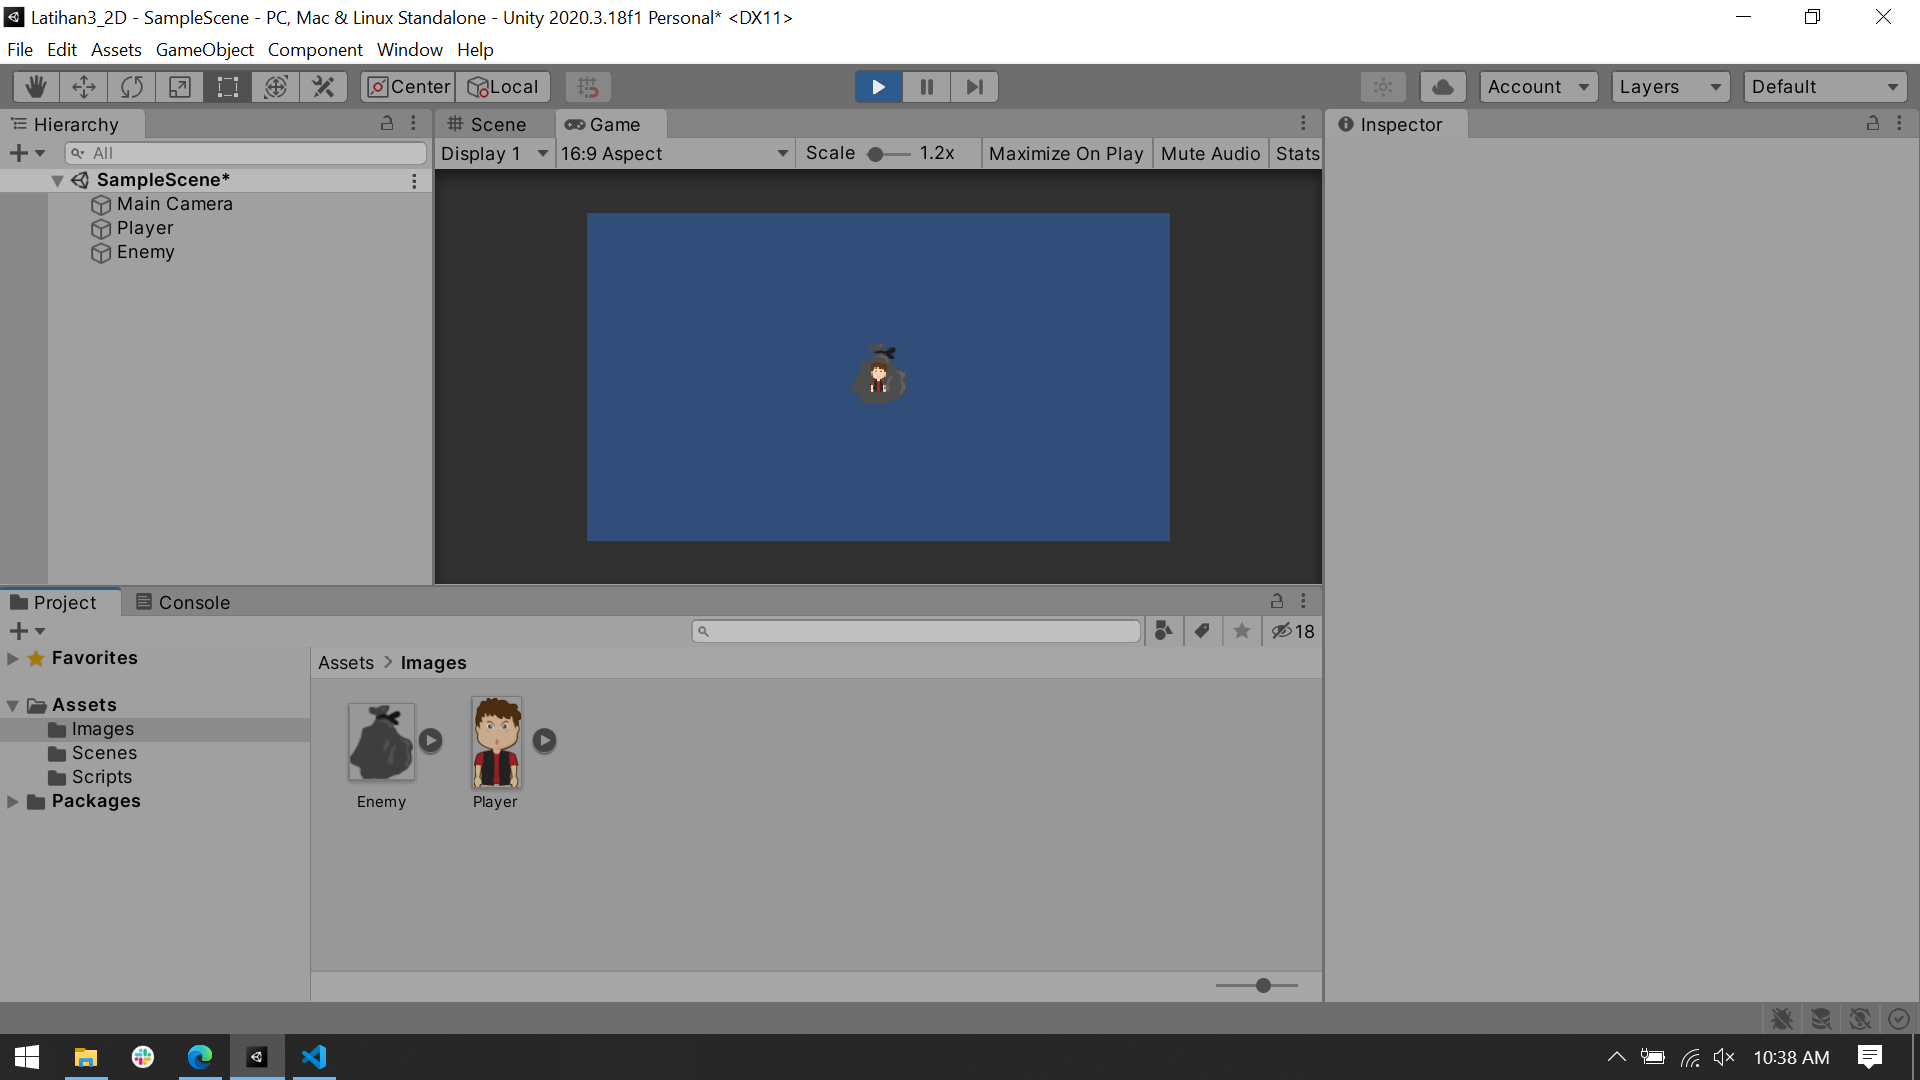 Latihan3_2D - SampleScene - PC, Mac & Linux Standalone - Unity 2020.3.18f1 Personal* <DX11>
File Edit Assets GameObject Component Window Help
Center Local Account Layers Default
Hierarchy Scene Game Inspector
All Display 1 16:9 Aspect Scale 1.2x Maximize On Play Mute Audio Stats
SampleScene*
Main Camera
Player
Enemy
Project Console
18
Favorites Assets > Images
Assets
Images
Scenes
Scripts
Packages
Enemy Player
10:38 AM